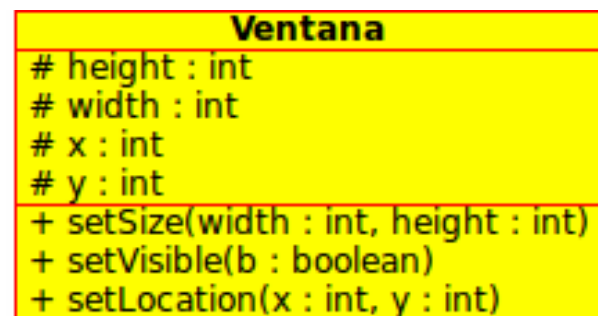 Ventana
# height : int
# width : int
# x : int
# y : int
+ setSize(width : int, height : int)
+ setVisible(b : boolean)
+ setLocation(x : int, y : int)